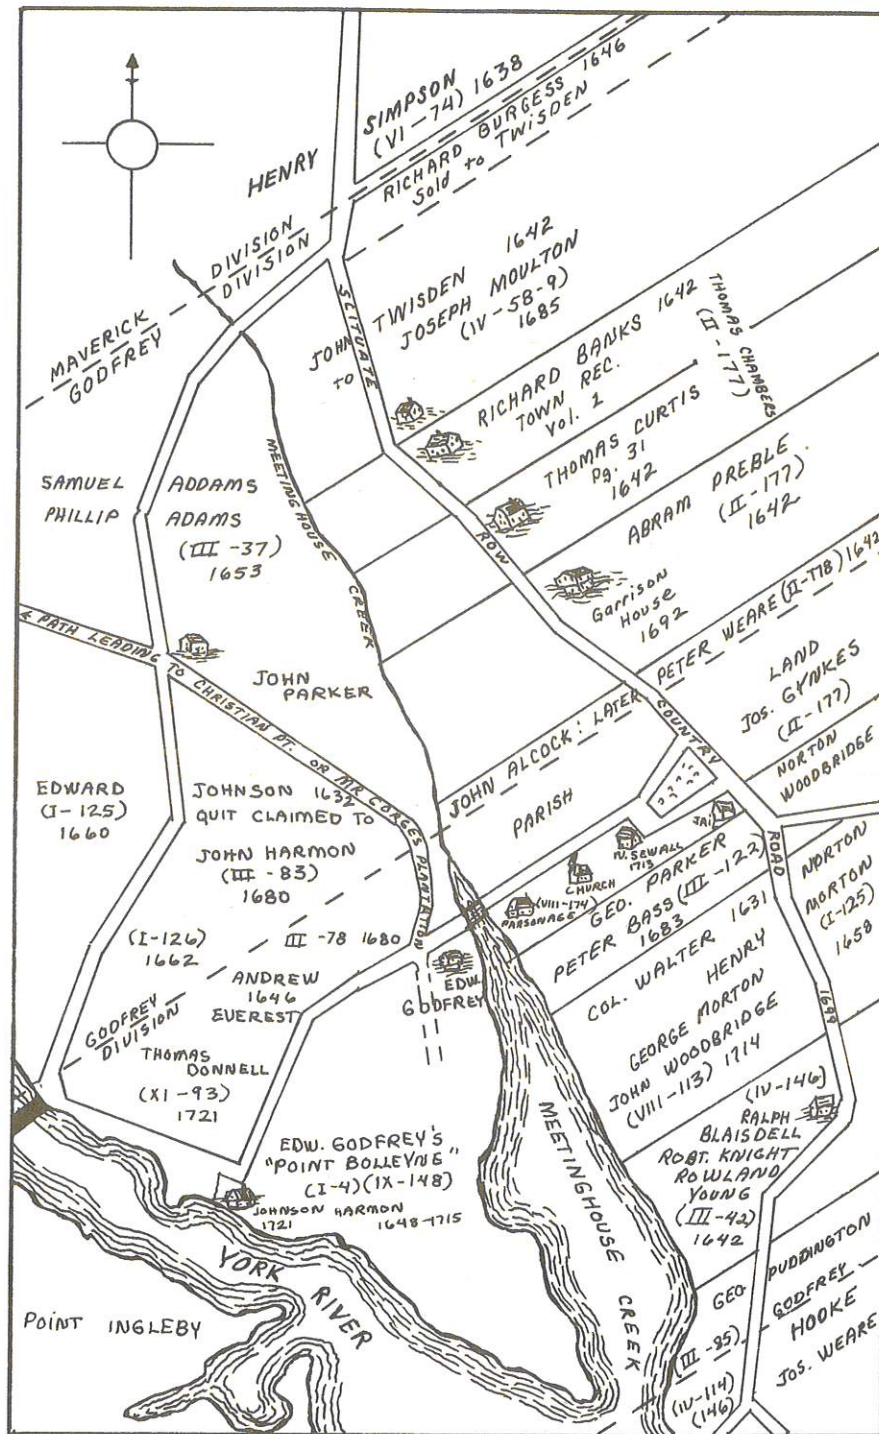 SIMPSON
(VI-74) 1638
HENRY
RICHARD BURGESS 1646
Sold to TWISDEN
DIVISION
DIVISION
MAVERICK
GODFREY
JOHN TWISDEN 1642
TO JOSEPH MOULTON
(IV-58-9)
1685
SCITUATE
RICHARD BANKS 1642
TOWN REC.
Vol. 1
THOMAS CHAMBERS
(II-177)
THOMAS CURTIS
Pg. 31
1642
ABRAM PREBLE
(II-177)
1642
ROW
Garrison
House
1692
SAMUEL ADDAMS
PHILLIP ADAMS
(III-37)
1653
MEETING HOUSE
CREEK
PATH LEADING TO CHRISTIAN PT. OR MR GORGES PLANTATION
JOHN
PARKER
JOHN ALCOCK: LATER PETER WEARE (II-178) 1642
LAND
JOS. GYNKES
(II-177)
COUNTRY
ROAD
1699
NORTON
WOODBRIDGE
PARISH
JAIL
N. SEWALL
1713
CHURCH
(VIII-174)
PARSONAGE
EDWARD JOHNSON 1632
(I-125)
1660
QUIT CLAIMED TO
JOHN HARMON
(III-83)
1680
(I-126)
1662
III-78 1680
GEO. PARKER
PETER BASS (III-122)
1683
NORTON
MORTON
(I-125)
1658
COL. WALTER 1631
HENRY
GEORGE MORTON
JOHN WOODBRIDGE
(VIII-113) 1714
EDW.
GODFREY
ANDREW
1646
EVEREST
GODFREY
DIVISION
THOMAS
DONNELL
(XI-93)
1721
EDW. GODFREY'S
"POINT BOLLEYNE"
(I-4) (IX-148)
JOHNSON HARMON
1721 1648-1715
MEETINGHOUSE CREEK
(IV-146)
RALPH
BLAISDELL
ROBT. KNIGHT
ROWLAND
YOUNG
(III-42)
1642
YORK
RIVER
POINT INGLEBY
GEO PUDDINGTON
(III-85) GODFREY
HOOKE
JOS. WEARE
(IV-114)
(146)